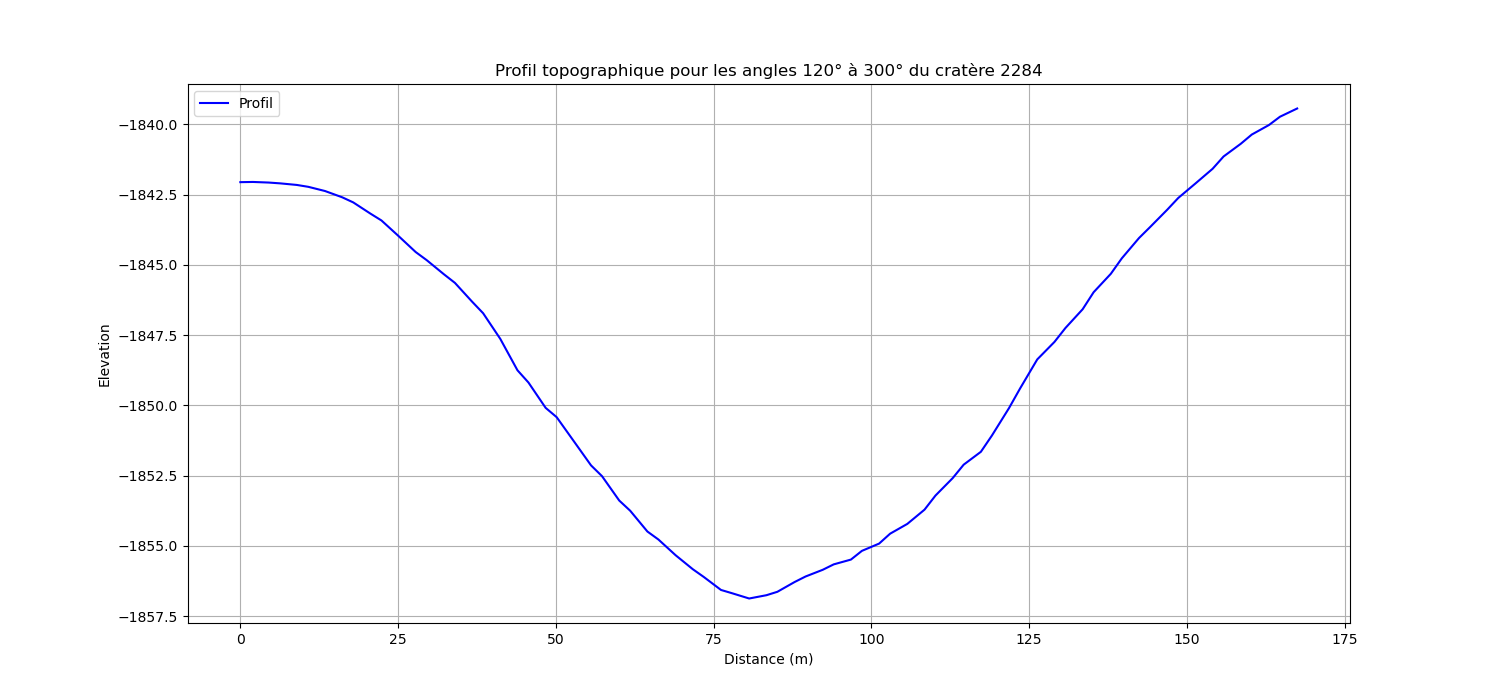 Profil topographique pour les angles 120° à 300° du cratère 2284
Profil
−1840.0
−1842.5
−1845.0
−1847.5
−1850.0
−1852.5
−1855.0
−1857.5
Elevation
0 25 50 75 100 125 150 175
Distance (m)